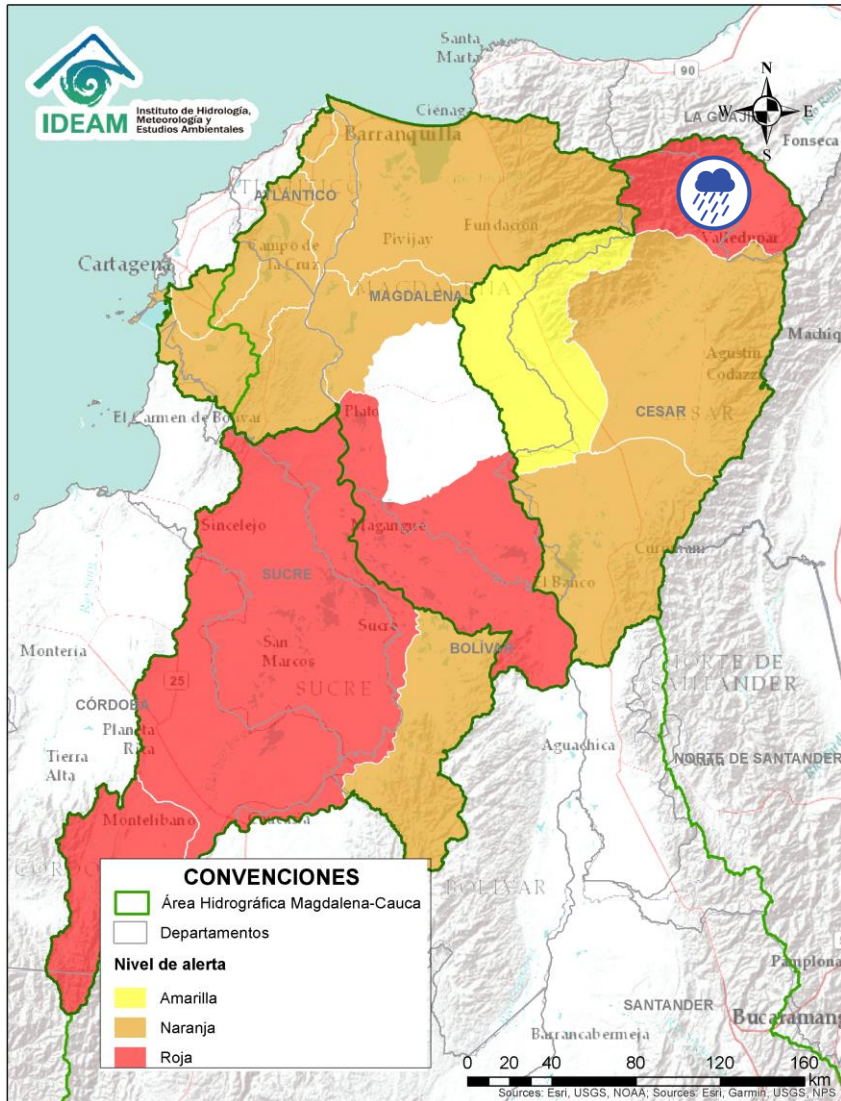 IDEAM
Instituto de Hidrología,
Meteorología y
Estudios Ambientales
Santa
Marta
Ciénaga
90
N
W
E
S
LA GUAJIRA
Fonseca
Barranquilla
ATLÁNTICO
Fundación
Valledupar
Pivijay
Campo de
la Cruz
Cartagena
MAGDALENA
Agustín
Codazzi
CESAR
El Carmen de Bolívar
Plato
Sincelejo
Magangué
SUCRE
El Banco
Sucre
BOLÍVAR
San
Marcos
SUCRE
Montería
25
CÓRDOBA
Planeta
Rica
Tierra
Alta
NORTE DE
SANTANDER
Aguachica
NORTE DE SANTANDER
Montelíbano
BOLÍVAR
CONVENCIONES
Área Hidrográfica Magdalena-Cauca
Departamentos
Nivel de alerta
Amarilla
Naranja
Roja
Pamplona
SANTANDER
Bucaramang
Barrancabermeja
0 20 40 80 120 160
km
Sources: Esri, USGS, NOAA; Sources: Esri, Garmin, USGS, NPS